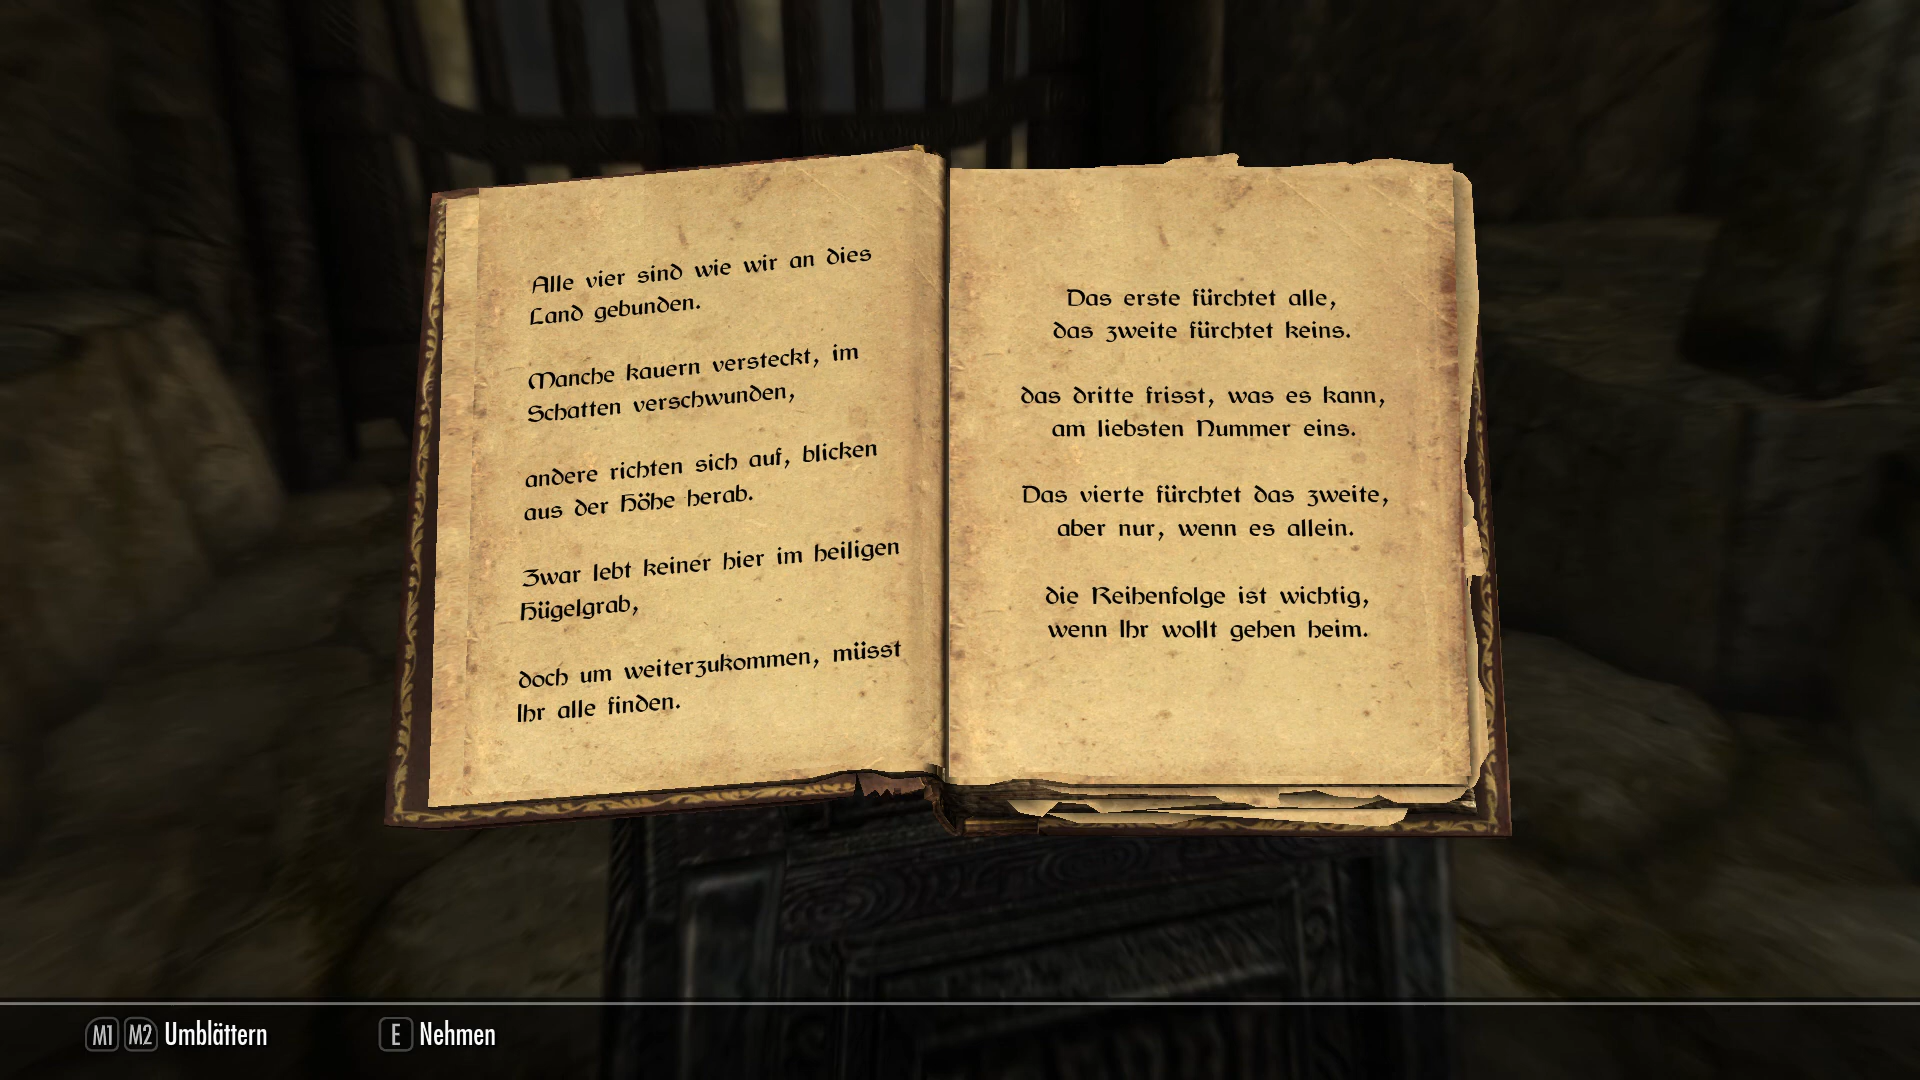 Alle vier sind wie wir an dies
Land gebunden.
Manche kauern versteckt, im
Schatten verschwunden,
andere richten sich auf, blicken
aus der Höhe herab.
Zwar lebt keiner hier im heiligen
Hügelgrab,
doch um weiterzukommen, müsst
Ihr alle finden.
Das erste fürchtet alle,
das zweite fürchtet keins.
das dritte frisst, was es kann,
am liebsten Nummer eins.
Das vierte fürchtet das zweite,
aber nur, wenn es allein.
die Reihenfolge ist wichtig,
wenn Ihr wollt gehen heim.
M1 M2 Umblättern
E Nehmen